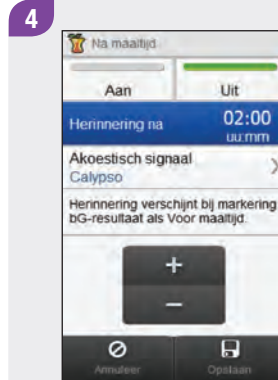 4
Na maaltijd
Aan Uit
Herinnering na 02:00
uu:mm
Akoestisch signaal
Calypso
Herinnering verschijnt bij markering
bG-resultaat als Voor maaltijd.
+
−
Annuleer Opslaan